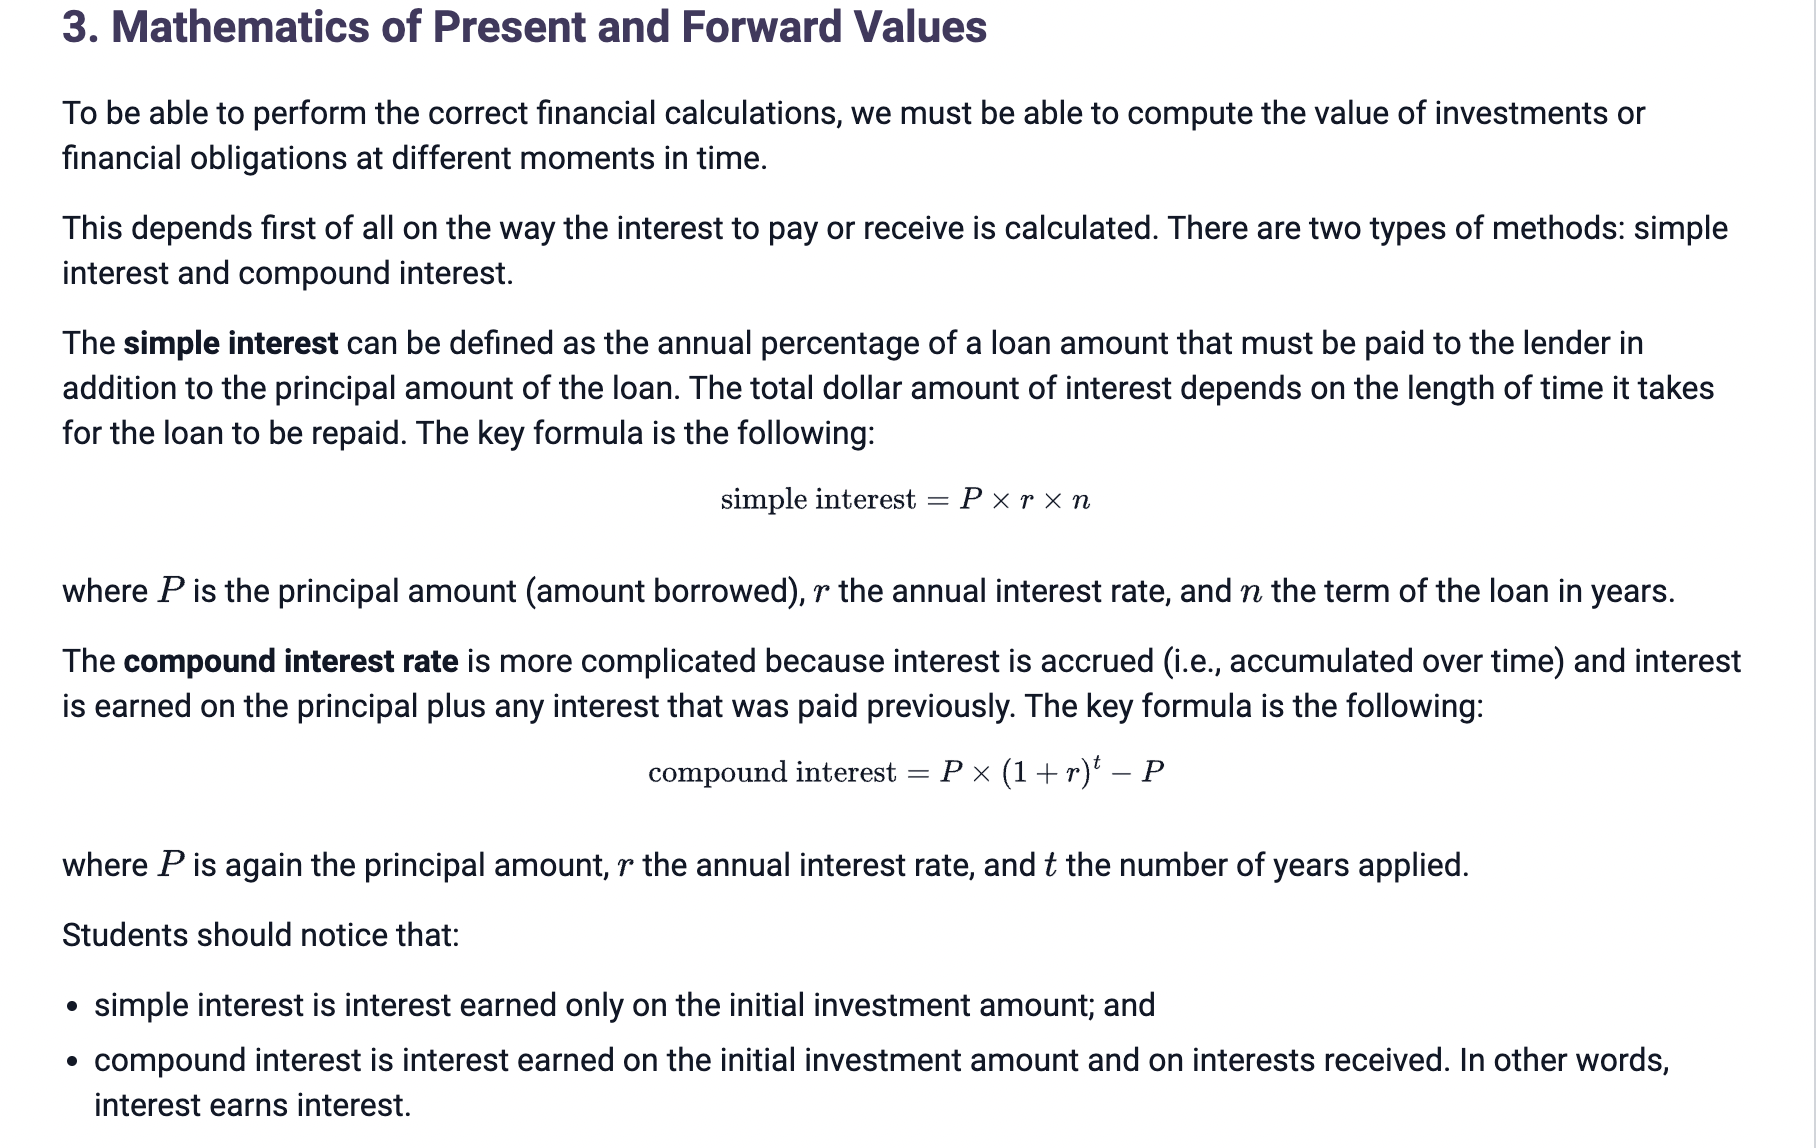 3. Mathematics of Present and Forward Values
To be able to perform the correct financial calculations, we must be able to compute the value of investments or
financial obligations at different moments in time.
This depends first of all on the way the interest to pay or receive is calculated. There are two types of methods: simple
interest and compound interest.
The simple interest can be defined as the annual percentage of a loan amount that must be paid to the lender in
addition to the principal amount of the loan. The total dollar amount of interest depends on the length of time it takes
for the loan to be repaid. The key formula is the following:
simple interest = P × r × n
where P is the principal amount (amount borrowed), r the annual interest rate, and n the term of the loan in years.
The compound interest rate is more complicated because interest is accrued (i.e., accumulated over time) and interest
is earned on the principal plus any interest that was paid previously. The key formula is the following:
compound interest = P × (1 + r)^t − P
where P is again the principal amount, r the annual interest rate, and t the number of years applied.
Students should notice that:
• simple interest is interest earned only on the initial investment amount; and
• compound interest is interest earned on the initial investment amount and on interests received. In other words,
interest earns interest.